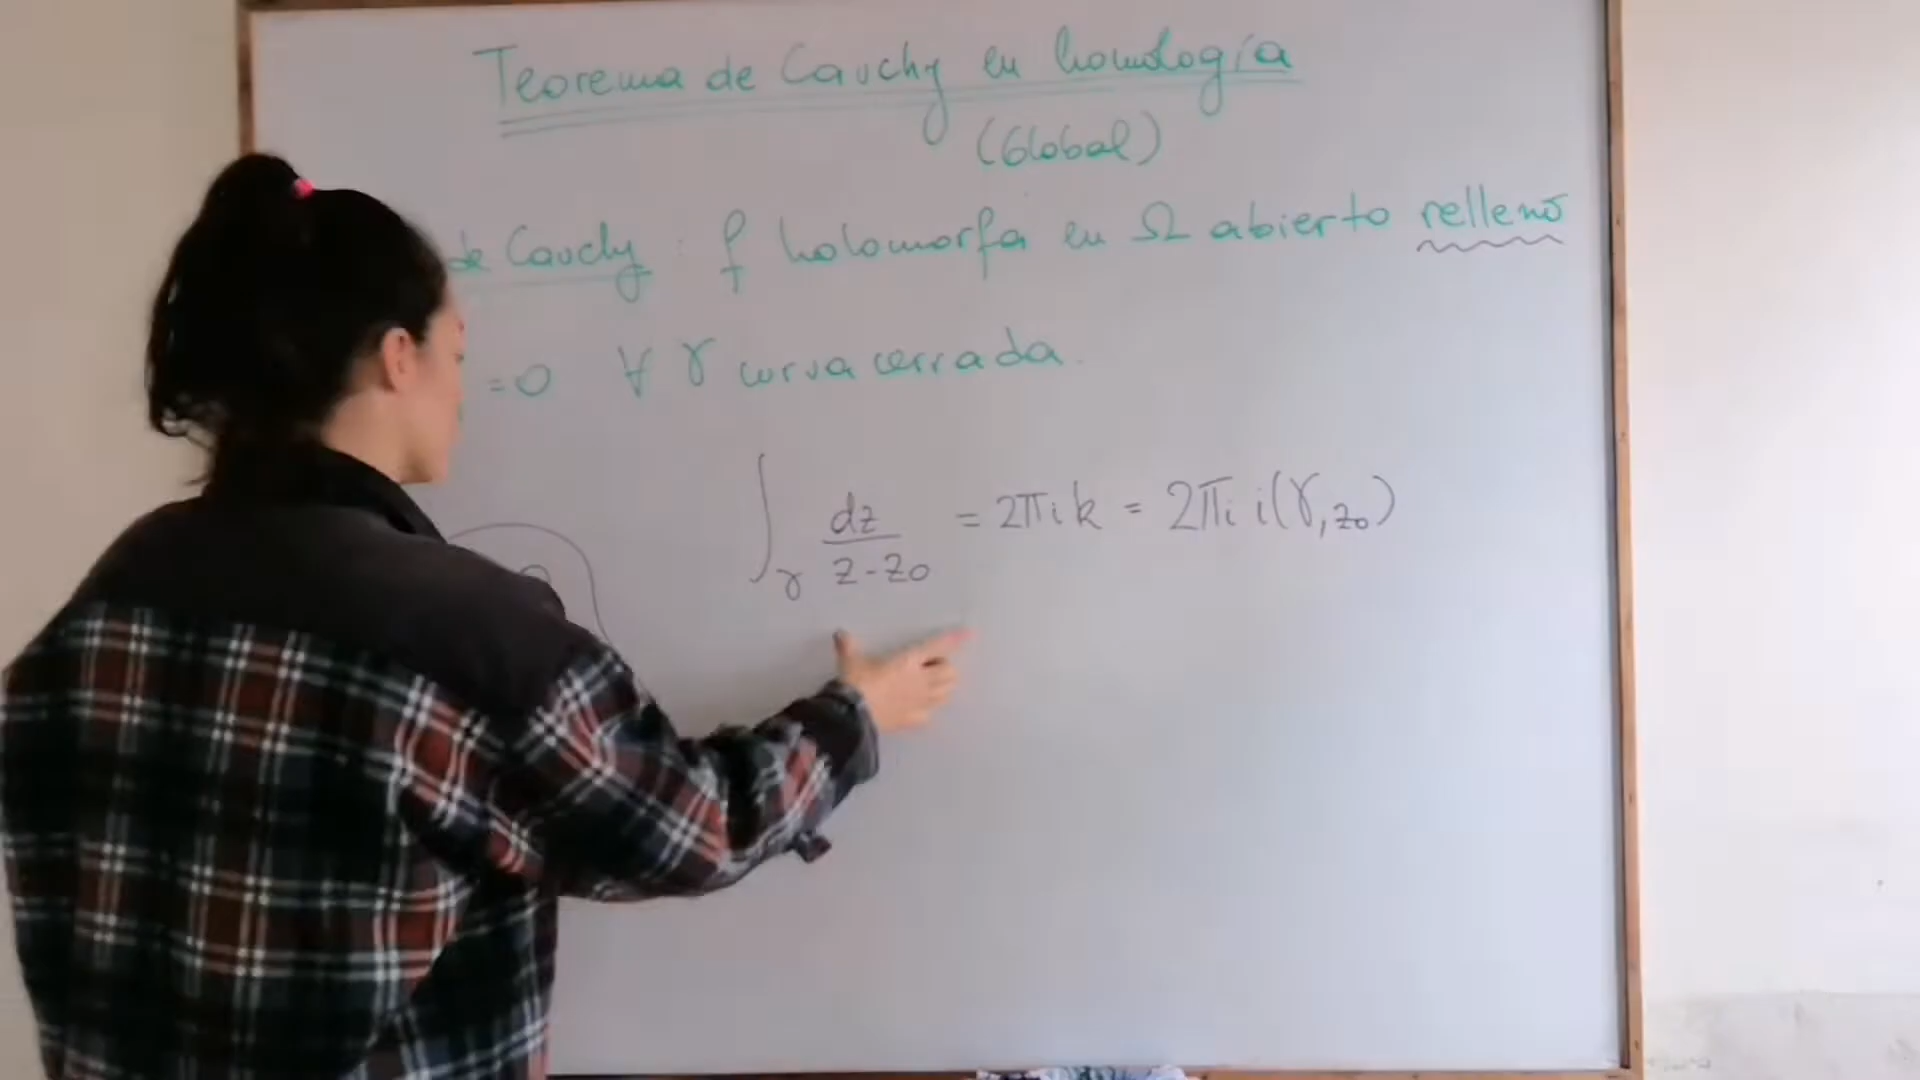 Teorema de Cauchy en homología
(Global)
de Cauchy : f holomorfa en Ω abierto relleno
=0 ∀ γ curva cerrada.
∫_γ dz/(z-z₀) = 2πi k = 2πi i(γ,z₀)